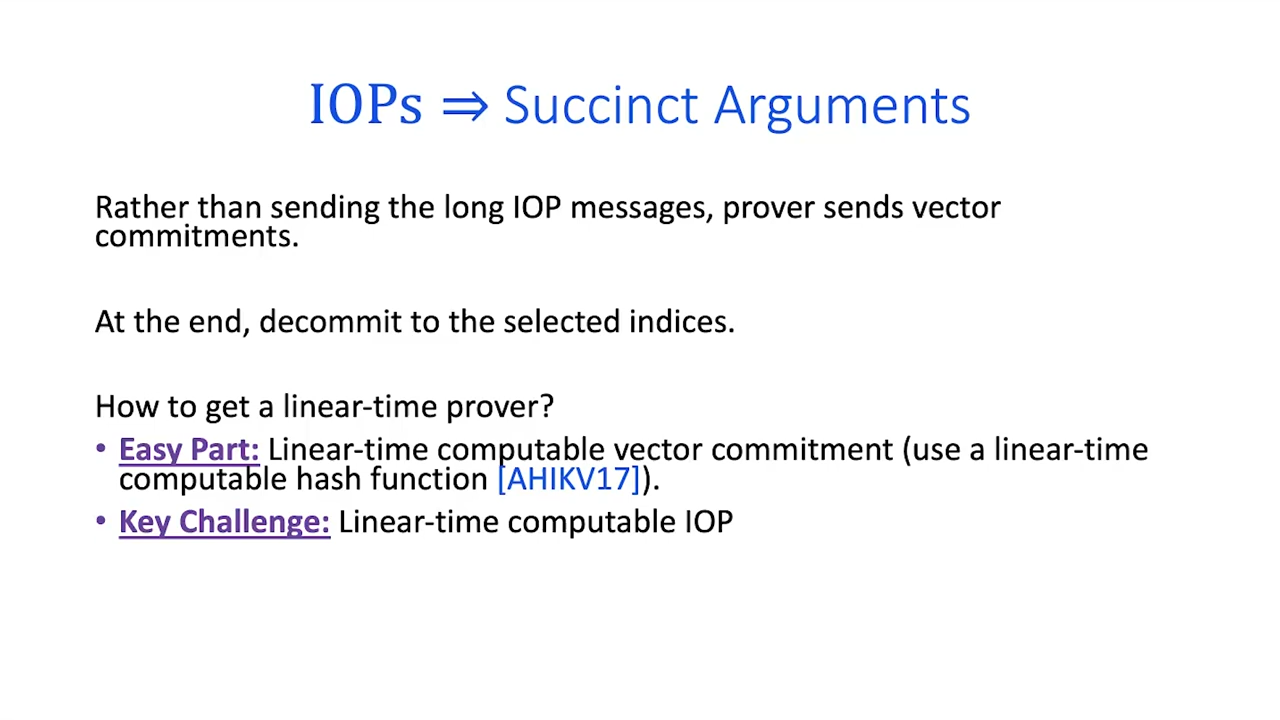 IOPs ⇒ Succinct Arguments
Rather than sending the long IOP messages, prover sends vector
commitments.
At the end, decommit to the selected indices.
How to get a linear-time prover?
• Easy Part: Linear-time computable vector commitment (use a linear-time
computable hash function [AHIKV17]).
• Key Challenge: Linear-time computable IOP